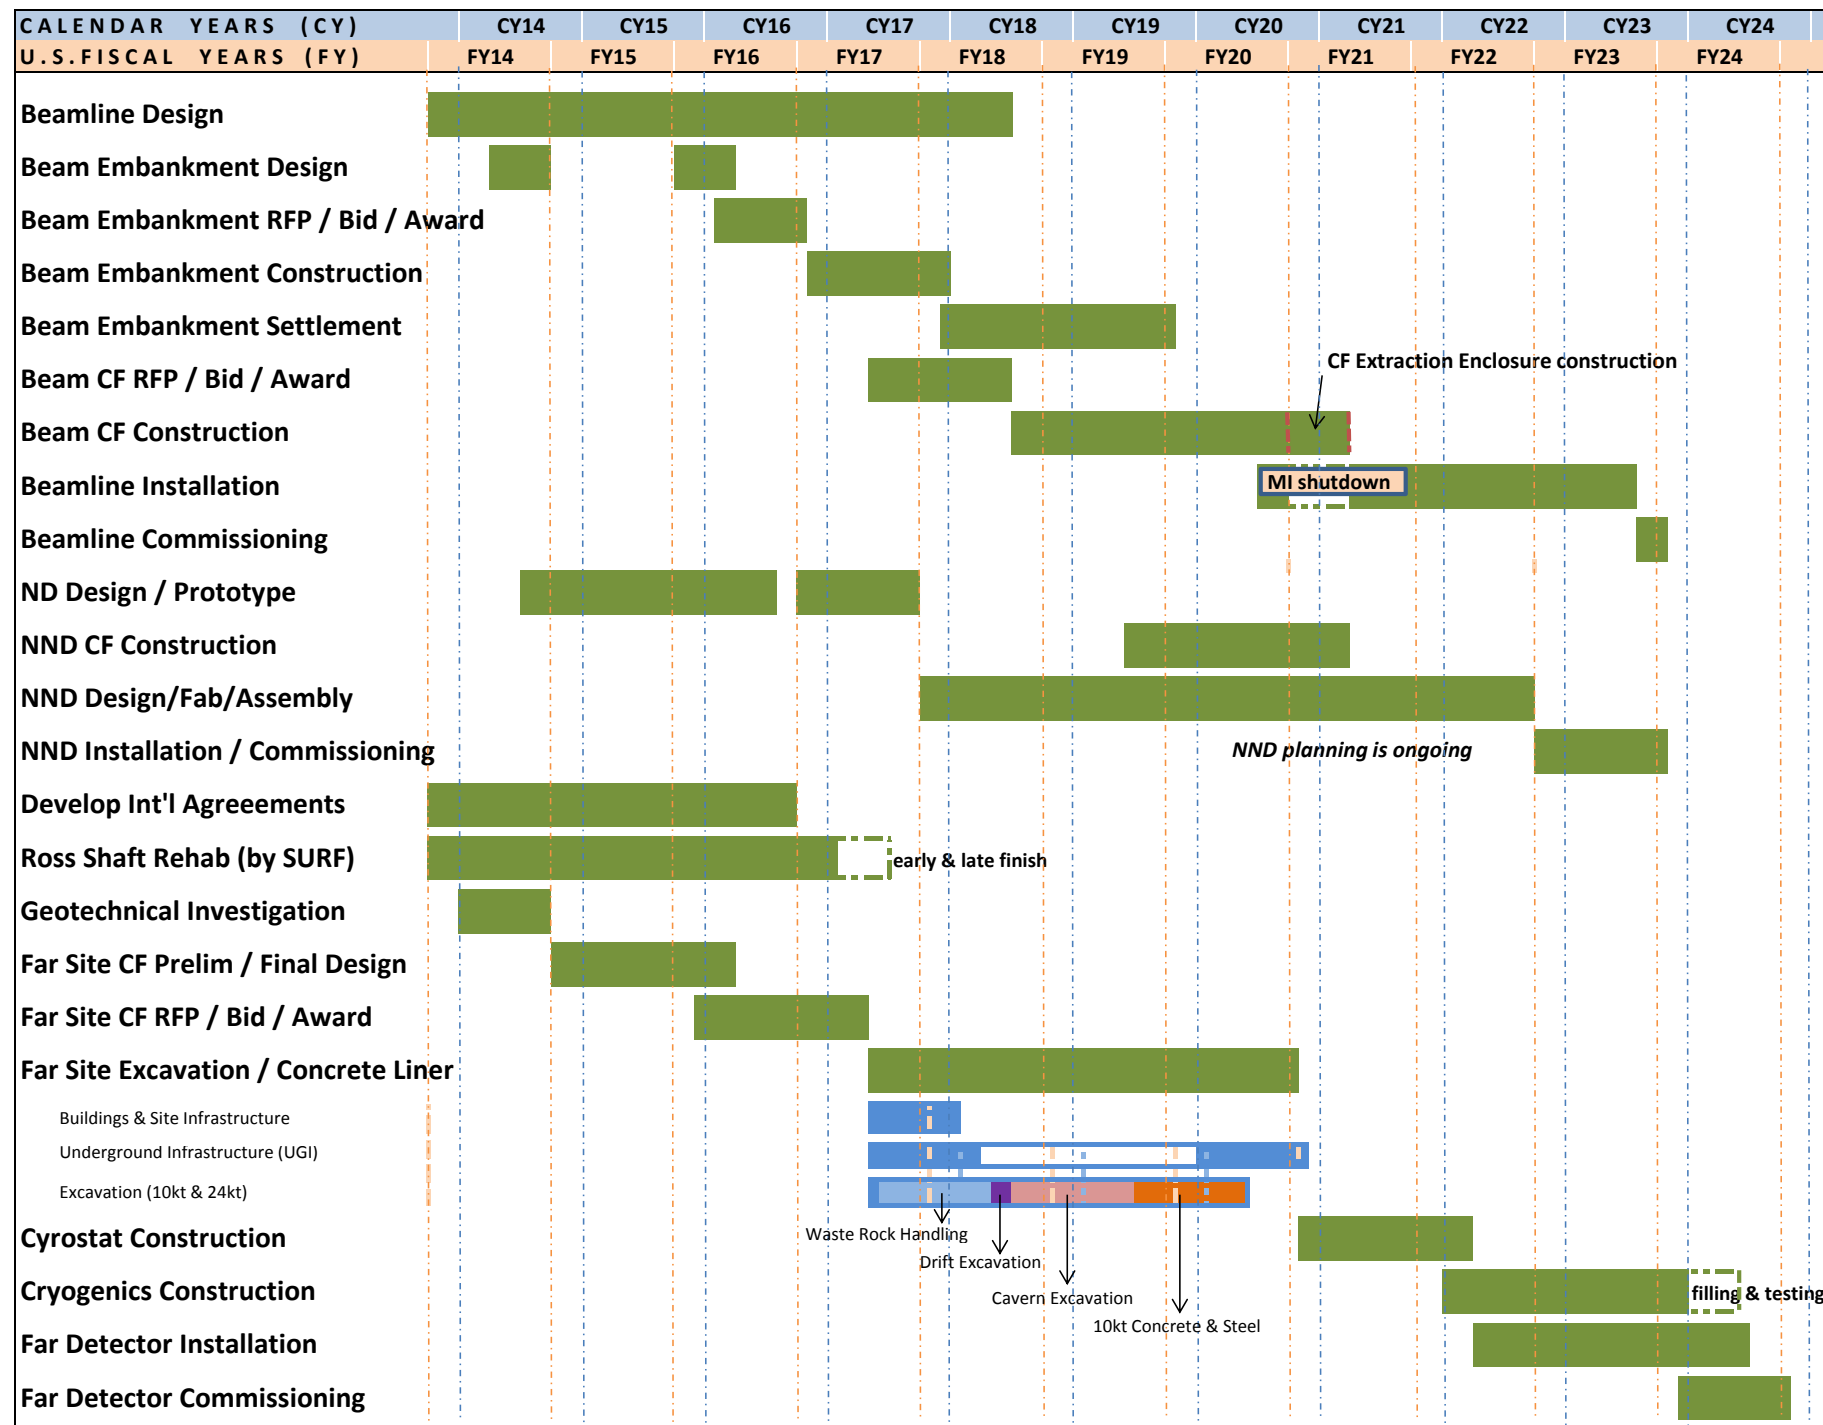 CALENDAR YEARS (CY) CY14 CY15 CY16 CY17 CY18 CY19 CY20 CY21 CY22 CY23 CY24
U.S.FISCAL YEARS (FY) FY14 FY15 FY16 FY17 FY18 FY19 FY20 FY21 FY22 FY23 FY24
Beamline Design
Beam Embankment Design
Beam Embankment RFP / Bid / Award
Beam Embankment Construction
Beam Embankment Settlement
CF Extraction Enclosure construction
Beam CF RFP / Bid / Award
Beam CF Construction
Beamline Installation
MI shutdown
Beamline Commissioning
ND Design / Prototype
NND CF Construction
NND Design/Fab/Assembly
NND Installation / Commissioning
NND planning is ongoing
Develop Int'l Agreeements
Ross Shaft Rehab (by SURF)
early & late finish
Geotechnical Investigation
Far Site CF Prelim / Final Design
Far Site CF RFP / Bid / Award
Far Site Excavation / Concrete Liner
Buildings & Site Infrastructure
Underground Infrastructure (UGI)
Excavation (10kt & 24kt)
Waste Rock Handling
Cyrostat Construction
Drift Excavation
Cryogenics Construction
filling & testing
Cavern Excavation
10kt Concrete & Steel
Far Detector Installation
Far Detector Commissioning